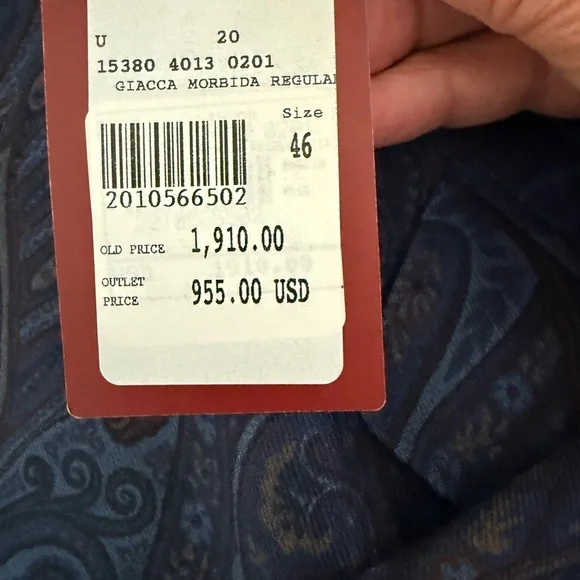 U 20
15380 4013 0201
GIACCA MORBIDA REGULAR
Size
46
2010566502
OLD PRICE 1,910.00
OUTLET PRICE 955.00 USD